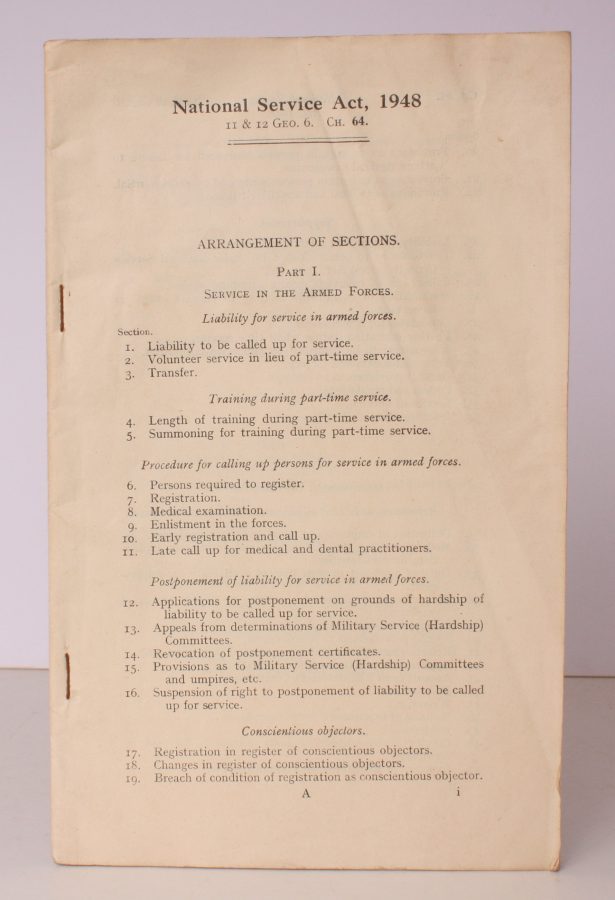 National Service Act, 1948
11 & 12 GEO. 6. CH. 64.
ARRANGEMENT OF SECTIONS.
PART I.
SERVICE IN THE ARMED FORCES.
Liability for service in armed forces.
Section.
1. Liability to be called up for service.
2. Volunteer service in lieu of part-time service.
3. Transfer.
Training during part-time service.
4. Length of training during part-time service.
5. Summoning for training during part-time service.
Procedure for calling up persons for service in armed forces.
6. Persons required to register.
7. Registration.
8. Medical examination.
9. Enlistment in the forces.
10. Early registration and call up.
11. Late call up for medical and dental practitioners.
Postponement of liability for service in armed forces.
12. Applications for postponement on grounds of hardship of
liability to be called up for service.
13. Appeals from determinations of Military Service (Hardship)
Committees.
14. Revocation of postponement certificates.
15. Provisions as to Military Service (Hardship) Committees
and umpires, etc.
16. Suspension of right to postponement of liability to be called
up for service.
Conscientious objectors.
17. Registration in register of conscientious objectors.
18. Changes in register of conscientious objectors.
19. Breach of condition of registration as conscientious objector.
A i